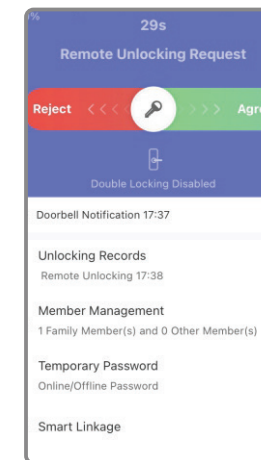 %
29s
Remote Unlocking Request
Reject <<< >>> Agre
Double Locking Disabled
Doorbell Notification 17:37
Unlocking Records
Remote Unlocking 17:38
Member Management
1 Family Member(s) and 0 Other Member(s)
Temporary Password
Online/Offline Password
Smart Linkage